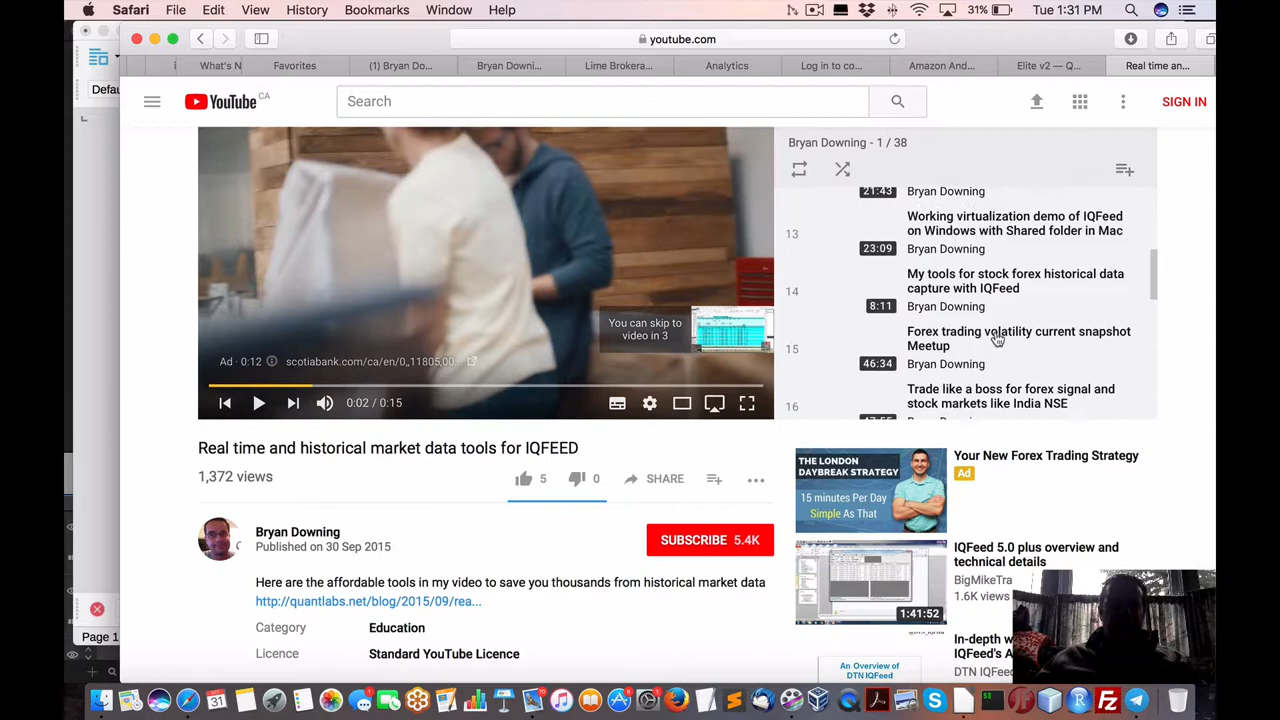 Safari File Edit View History Bookmarks Window Help 31% Tue 1:31 PM
youtube.com
What's N Favorites (1) Bryan Do... Bryan Downi... Lime Brokera... Analytics Log in to co... Amazon And... Elite v2 — Q... Real time an...
Defau
YouTube CA
Search
SIGN IN
Bryan Downing - 1 / 38
21:43 Bryan Downing
13
Working virtualization demo of IQFeed
on Windows with Shared folder in Mac
23:09 Bryan Downing
14
My tools for stock forex historical data
capture with IQFeed
8:11 Bryan Downing
15
Forex trading volatility current snapshot
Meetup
46:34 Bryan Downing
16
Trade like a boss for forex signal and
stock markets like India NSE
You can skip to
video in 3
Ad · 0:12 scotiabank.com/ca/en/0,,11805,00...
0:02 / 0:15
Real time and historical market data tools for IQFEED
1,372 views
5 0 SHARE
Bryan Downing
Published on 30 Sep 2015
SUBSCRIBE 5.4K
Here are the affordable tools in my video to save you thousands from historical market data
http://quantlabs.net/blog/2015/09/rea...
Category Education
Licence Standard YouTube Licence
THE LONDON
DAYBREAK STRATEGY
15 minutes Per Day
Simple As That
Your New Forex Trading Strategy
Ad
IQFeed 5.0 plus overview and
technical details
BigMikeTra
1.6K views
1:41:52
@DTN_IQFeed
An Overview of
DTN IQFeed
In-depth
IQFeed's A
DTN IQFeed
Page 1
OCT
31